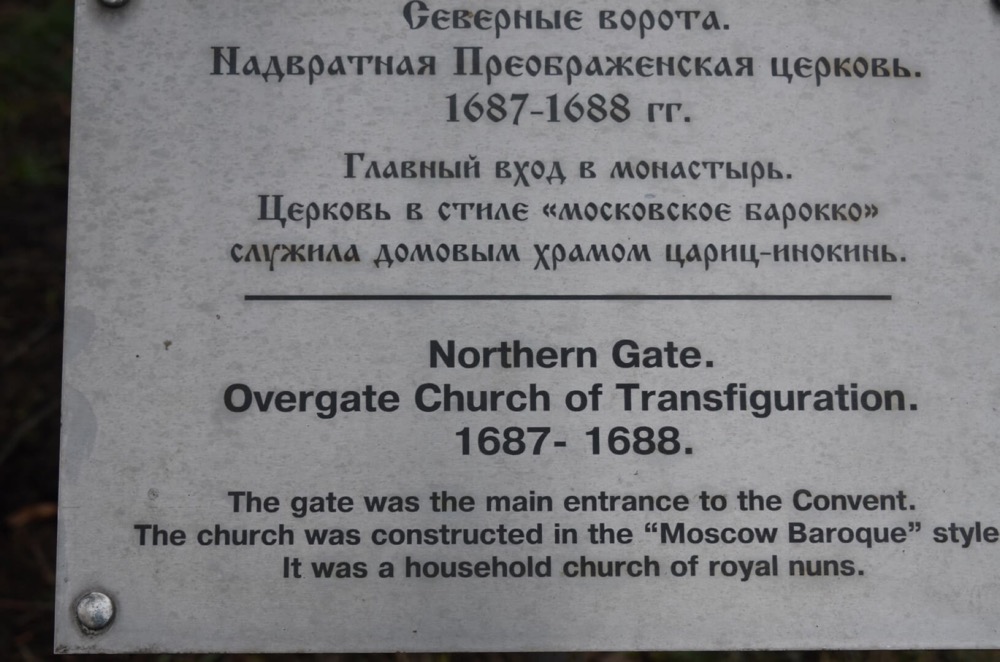 Северные ворота.
Надвратная Преображенская церковь.
1687-1688 гг.
Главный вход в монастырь.
Церковь в стиле «московское барокко»
служила домовым храмом цариц-инокинь.
Northern Gate.
Overgate Church of Transfiguration.
1687- 1688.
The gate was the main entrance to the Convent.
The church was constructed in the “Moscow Baroque” style
It was a household church of royal nuns.